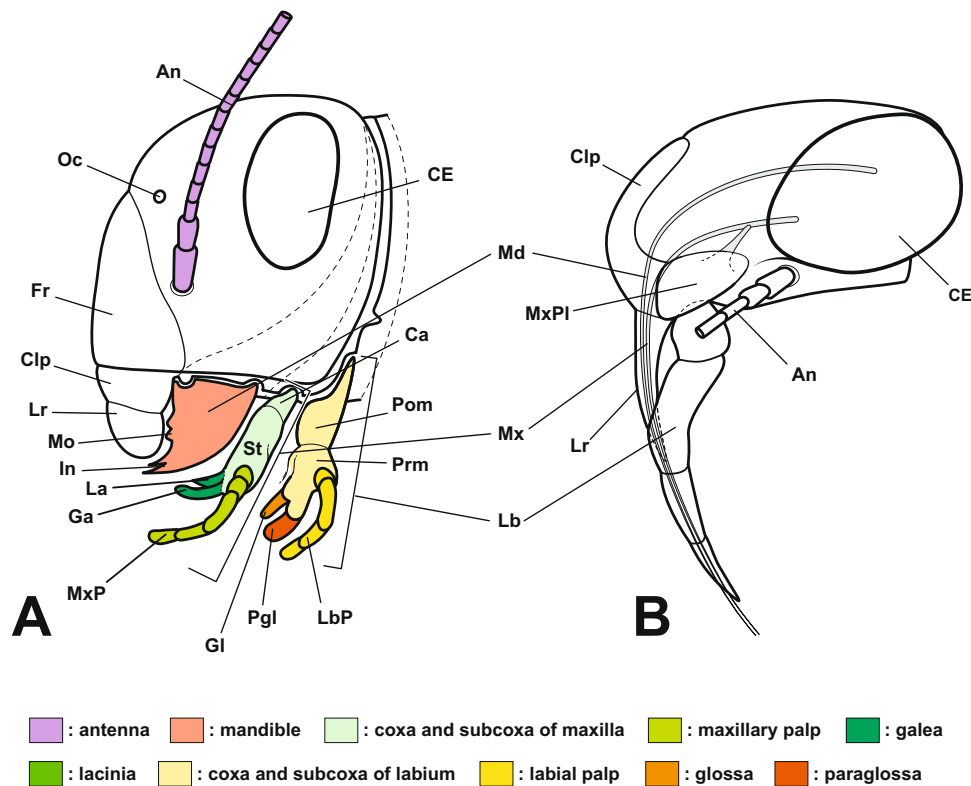 An
Oc
CE
Clp
Fr
Md
MxPl
CE
Ca
Clp
An
Lr
Pom
Mo
St
Mx
Lr
In
Prm
La
Ga
Lb
MxP
A
Pgl
LbP
B
Gl
: antenna : mandible : coxa and subcoxa of maxilla : maxillary palp : galea
: lacinia : coxa and subcoxa of labium : labial palp : glossa : paraglossa